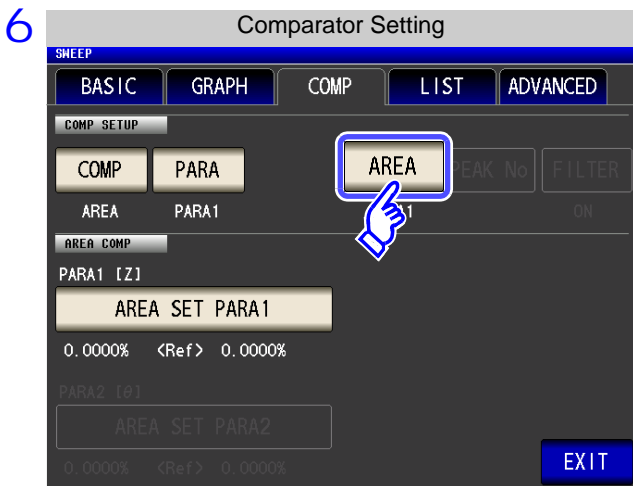 6
Comparator Setting
SWEEP
BASIC GRAPH COMP LIST ADVANCED
COMP SETUP
COMP PARA AREA PEAK No FILTER
AREA PARA1 ON
AREA COMP
PARA1 [Z]
AREA SET PARA1
0.0000% <Ref> 0.0000%
PARA2 [θ]
AREA SET PARA2
0.0000% <Ref> 0.0000%
EXIT